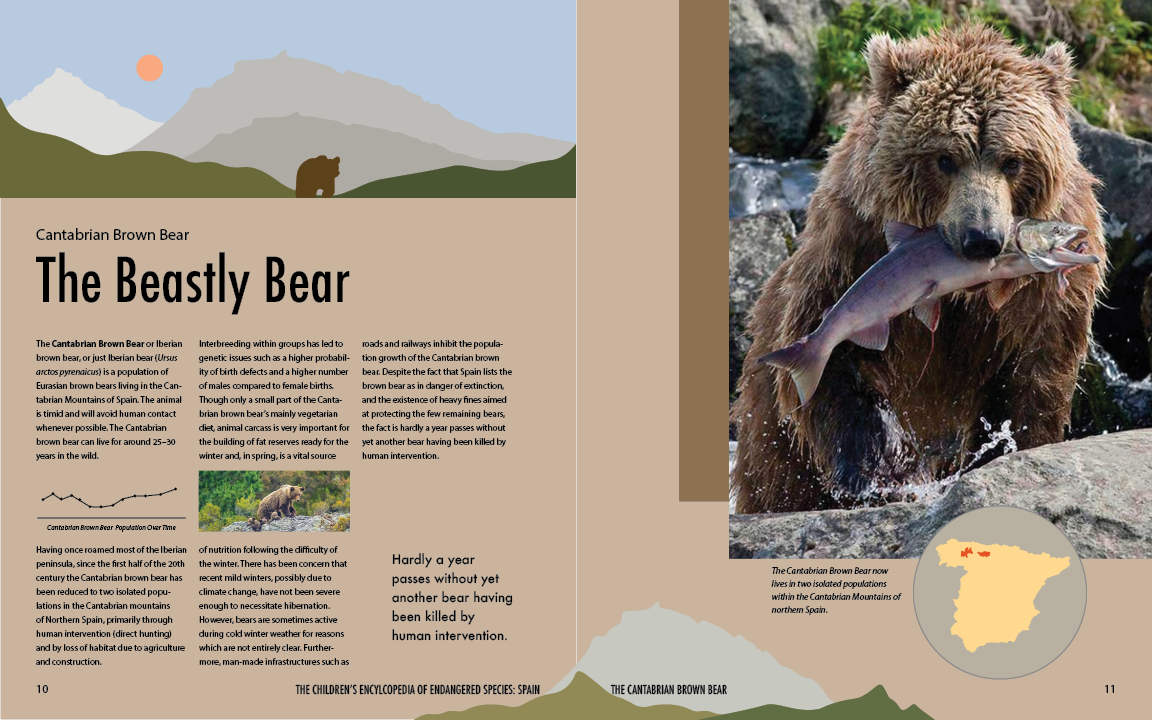 Cantabrian Brown Bear
The Beastly Bear
The Cantabrian Brown Bear or Iberian
brown bear, or just Iberian bear (Ursus
arctos pyrenaicus) is a population of
Eurasian brown bears living in the Can-
tabrian Mountains of Spain. The animal
is timid and will avoid human contact
whenever possible. The Cantabrian
brown bear can live for around 25–30
years in the wild.
Cantabrian Brown Bear Population Over Time
Having once roamed most of the Iberian
peninsula, since the first half of the 20th
century the Cantabrian brown bear has
been reduced to two isolated popu-
lations in the Cantabrian mountains
of Northern Spain, primarily through
human intervention (direct hunting)
and by loss of habitat due to agriculture
and construction.
Interbreeding within groups has led to
genetic issues such as a higher probabil-
ity of birth defects and a higher number
of males compared to female births.
Though only a small part of the Canta-
brian brown bear's mainly vegetarian
diet, animal carcass is very important for
the building of fat reserves ready for the
winter and, in spring, is a vital source
of nutrition following the difficulty of
the winter. There has been concern that
recent mild winters, possibly due to
climate change, have not been severe
enough to necessitate hibernation.
However, bears are sometimes active
during cold winter weather for reasons
which are not entirely clear. Further-
more, man-made infrastructures such as
roads and railways inhibit the popula-
tion growth of the Cantabrian brown
bear. Despite the fact that Spain lists the
brown bear as in danger of extinction,
and the existence of heavy fines aimed
at protecting the few remaining bears,
the fact is hardly a year passes without
yet another bear having been killed by
human intervention.
Hardly a year
passes without yet
another bear having
been killed by
human intervention.
10
THE CHILDREN'S ENCYLCOPEDIA OF ENDANGERED SPECIES: SPAIN
The Cantabrian Brown Bear now
lives in two isolated populations
within the Cantabrian Mountains of
northern Spain.
THE CANTABRIAN BROWN BEAR
11